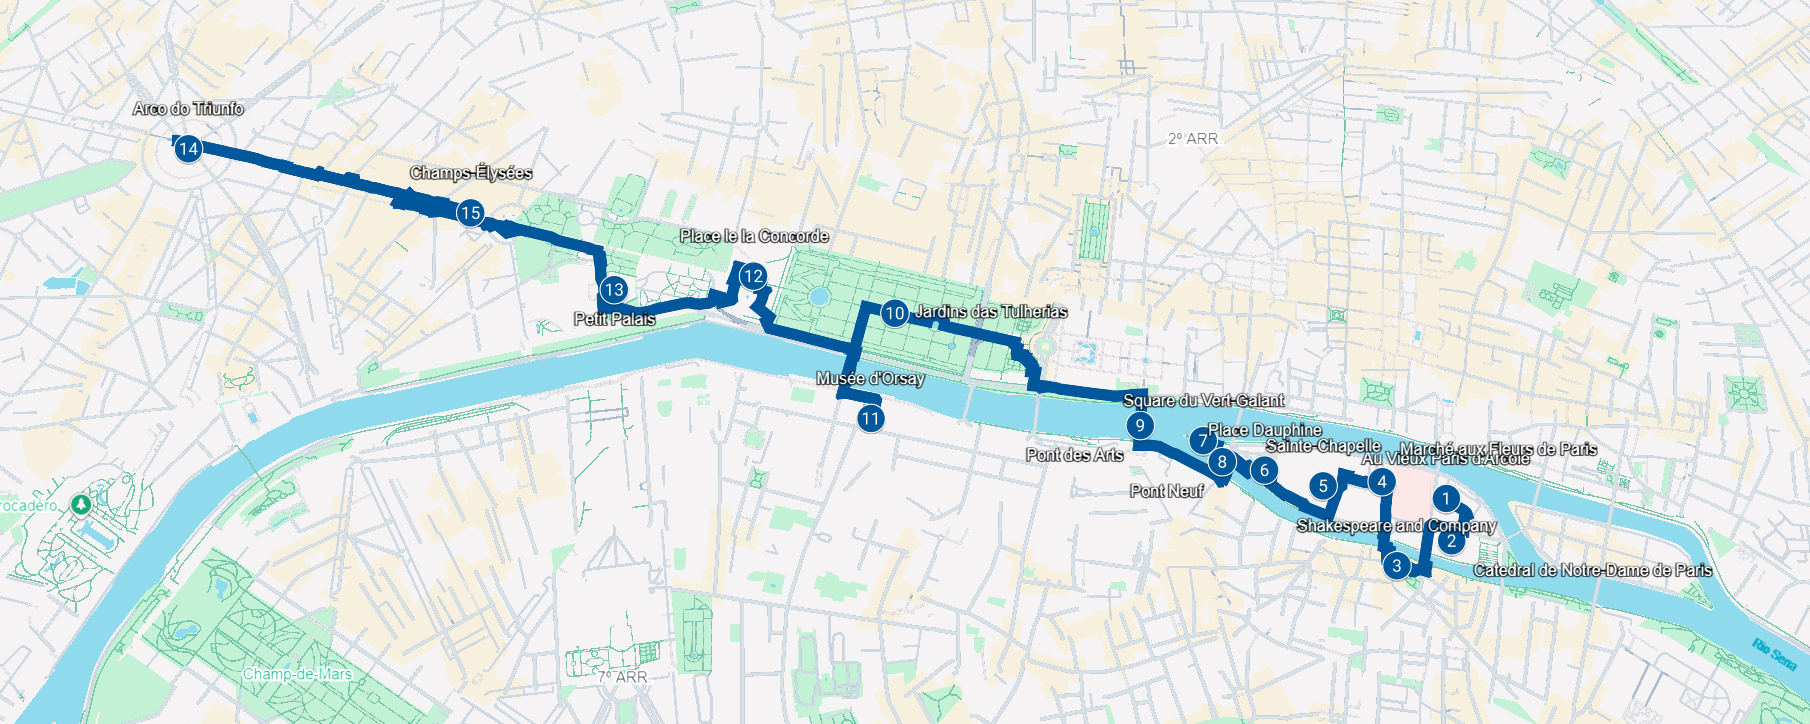 Arco do Triunfo
14
2º ARR.
Champs-Élysées
15
Place le la Concorde
12
13
Petit Palais
10
Jardins das Tulherias
Musée d'Orsay
11
Square du Vert-Galant
9
Pont des Arts
7
Place Dauphine
8
Sainte-Chapelle
6
Marché aux Fleurs de Paris
Au Vieux Paris d'Arcole
Pont Neuf
5
4
1
Shakespeare and Company
2
3
Catedral de Notre-Dame de Paris
rocadero
Rio Sena
Champ-de-Mars
7º ARR.